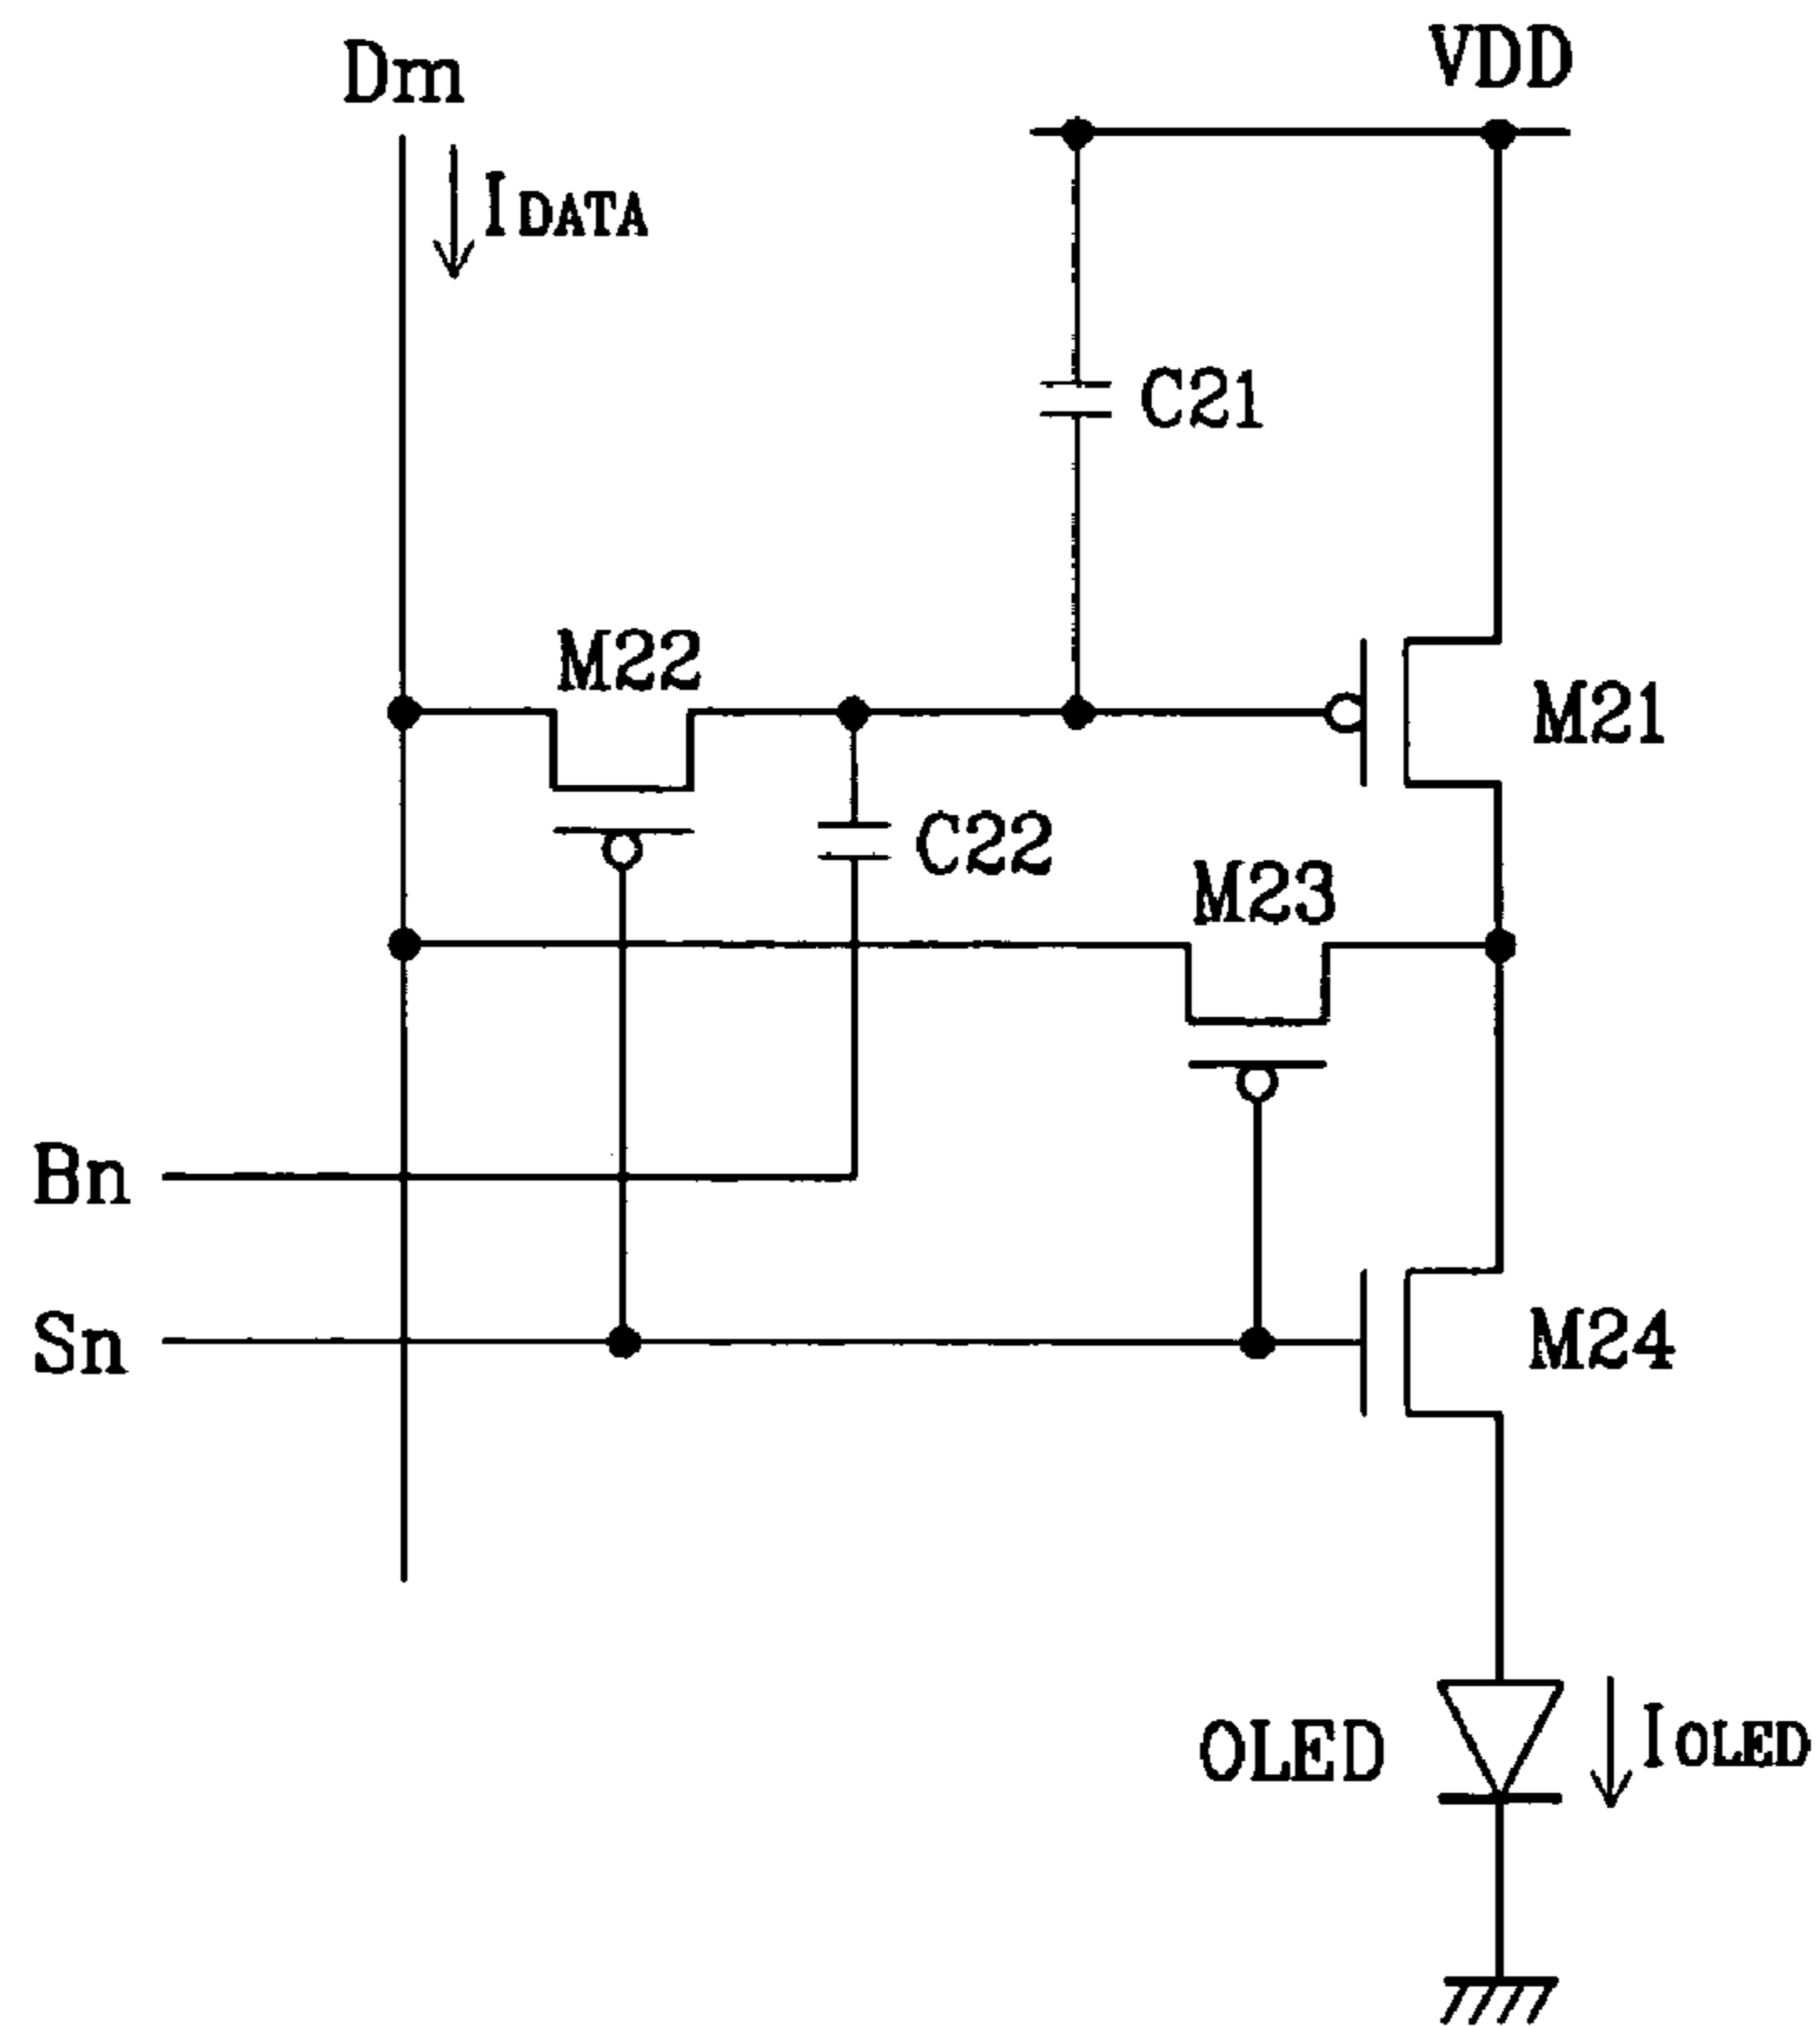 Dm
VDD
IDATA
C21
M22
M21
C22
M23
Bn
Sn
M24
OLED
IOLED